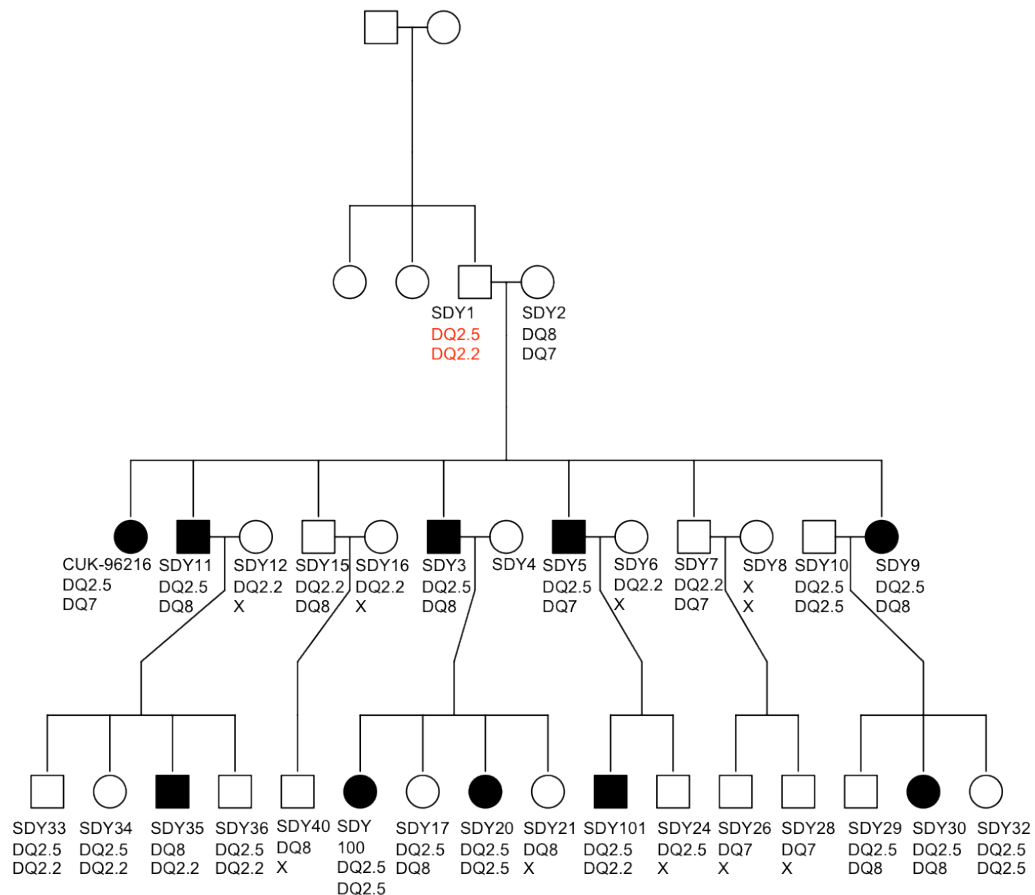 SDY1
DQ2.5
DQ2.2
SDY2
DQ8
DQ7
CUK-96216
DQ2.5
DQ7
SDY11
DQ2.5
DQ8
SDY12
DQ2.2
X
SDY15
DQ2.2
DQ8
SDY16
DQ2.2
X
SDY3
DQ2.5
DQ8
SDY4
SDY5
DQ2.5
DQ7
SDY6
DQ2.2
X
SDY7
DQ2.2
DQ7
SDY8
X
X
SDY10
DQ2.5
DQ2.5
SDY9
DQ2.5
DQ8
SDY33
DQ2.5
DQ2.2
SDY34
DQ2.5
DQ2.2
SDY35
DQ8
DQ2.2
SDY36
DQ2.5
DQ2.2
SDY40
DQ8
X
SDY
100
DQ2.5
DQ2.5
SDY17
DQ2.5
DQ8
SDY20
DQ2.5
DQ2.5
SDY21
DQ8
X
SDY101
DQ2.5
DQ2.2
SDY24
DQ2.5
X
SDY26
DQ7
X
SDY28
DQ7
X
SDY29
DQ2.5
DQ8
SDY30
DQ2.5
DQ8
SDY32
DQ2.5
DQ2.5